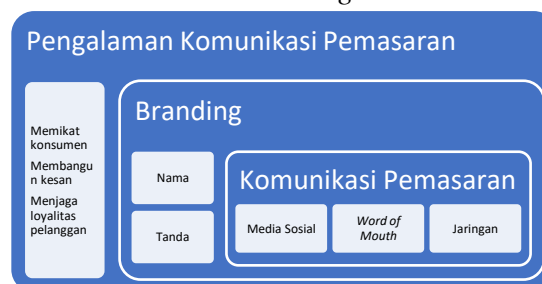 Pengalaman Komunikasi Pemasaran
Memikat
konsumen
Membangu
n kesan
Menjaga
loyalitas
pelanggan
Branding
Nama
Tanda
Komunikasi Pemasaran
Media Sosial
Word of
Mouth
Jaringan